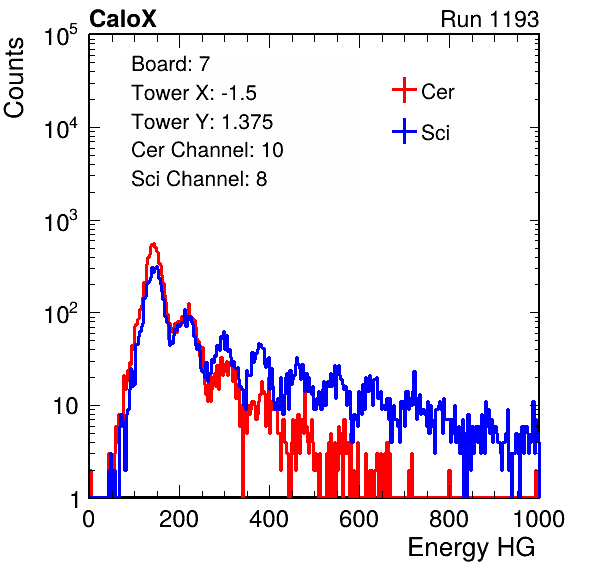 CaloX Run 1193
Counts
10^5
10^4
10^3
10^2
10
1
Board: 7
Tower X: -1.5
Tower Y: 1.375
Cer Channel: 10
Sci Channel: 8
Cer
Sci
0 200 400 600 800 1000
Energy HG